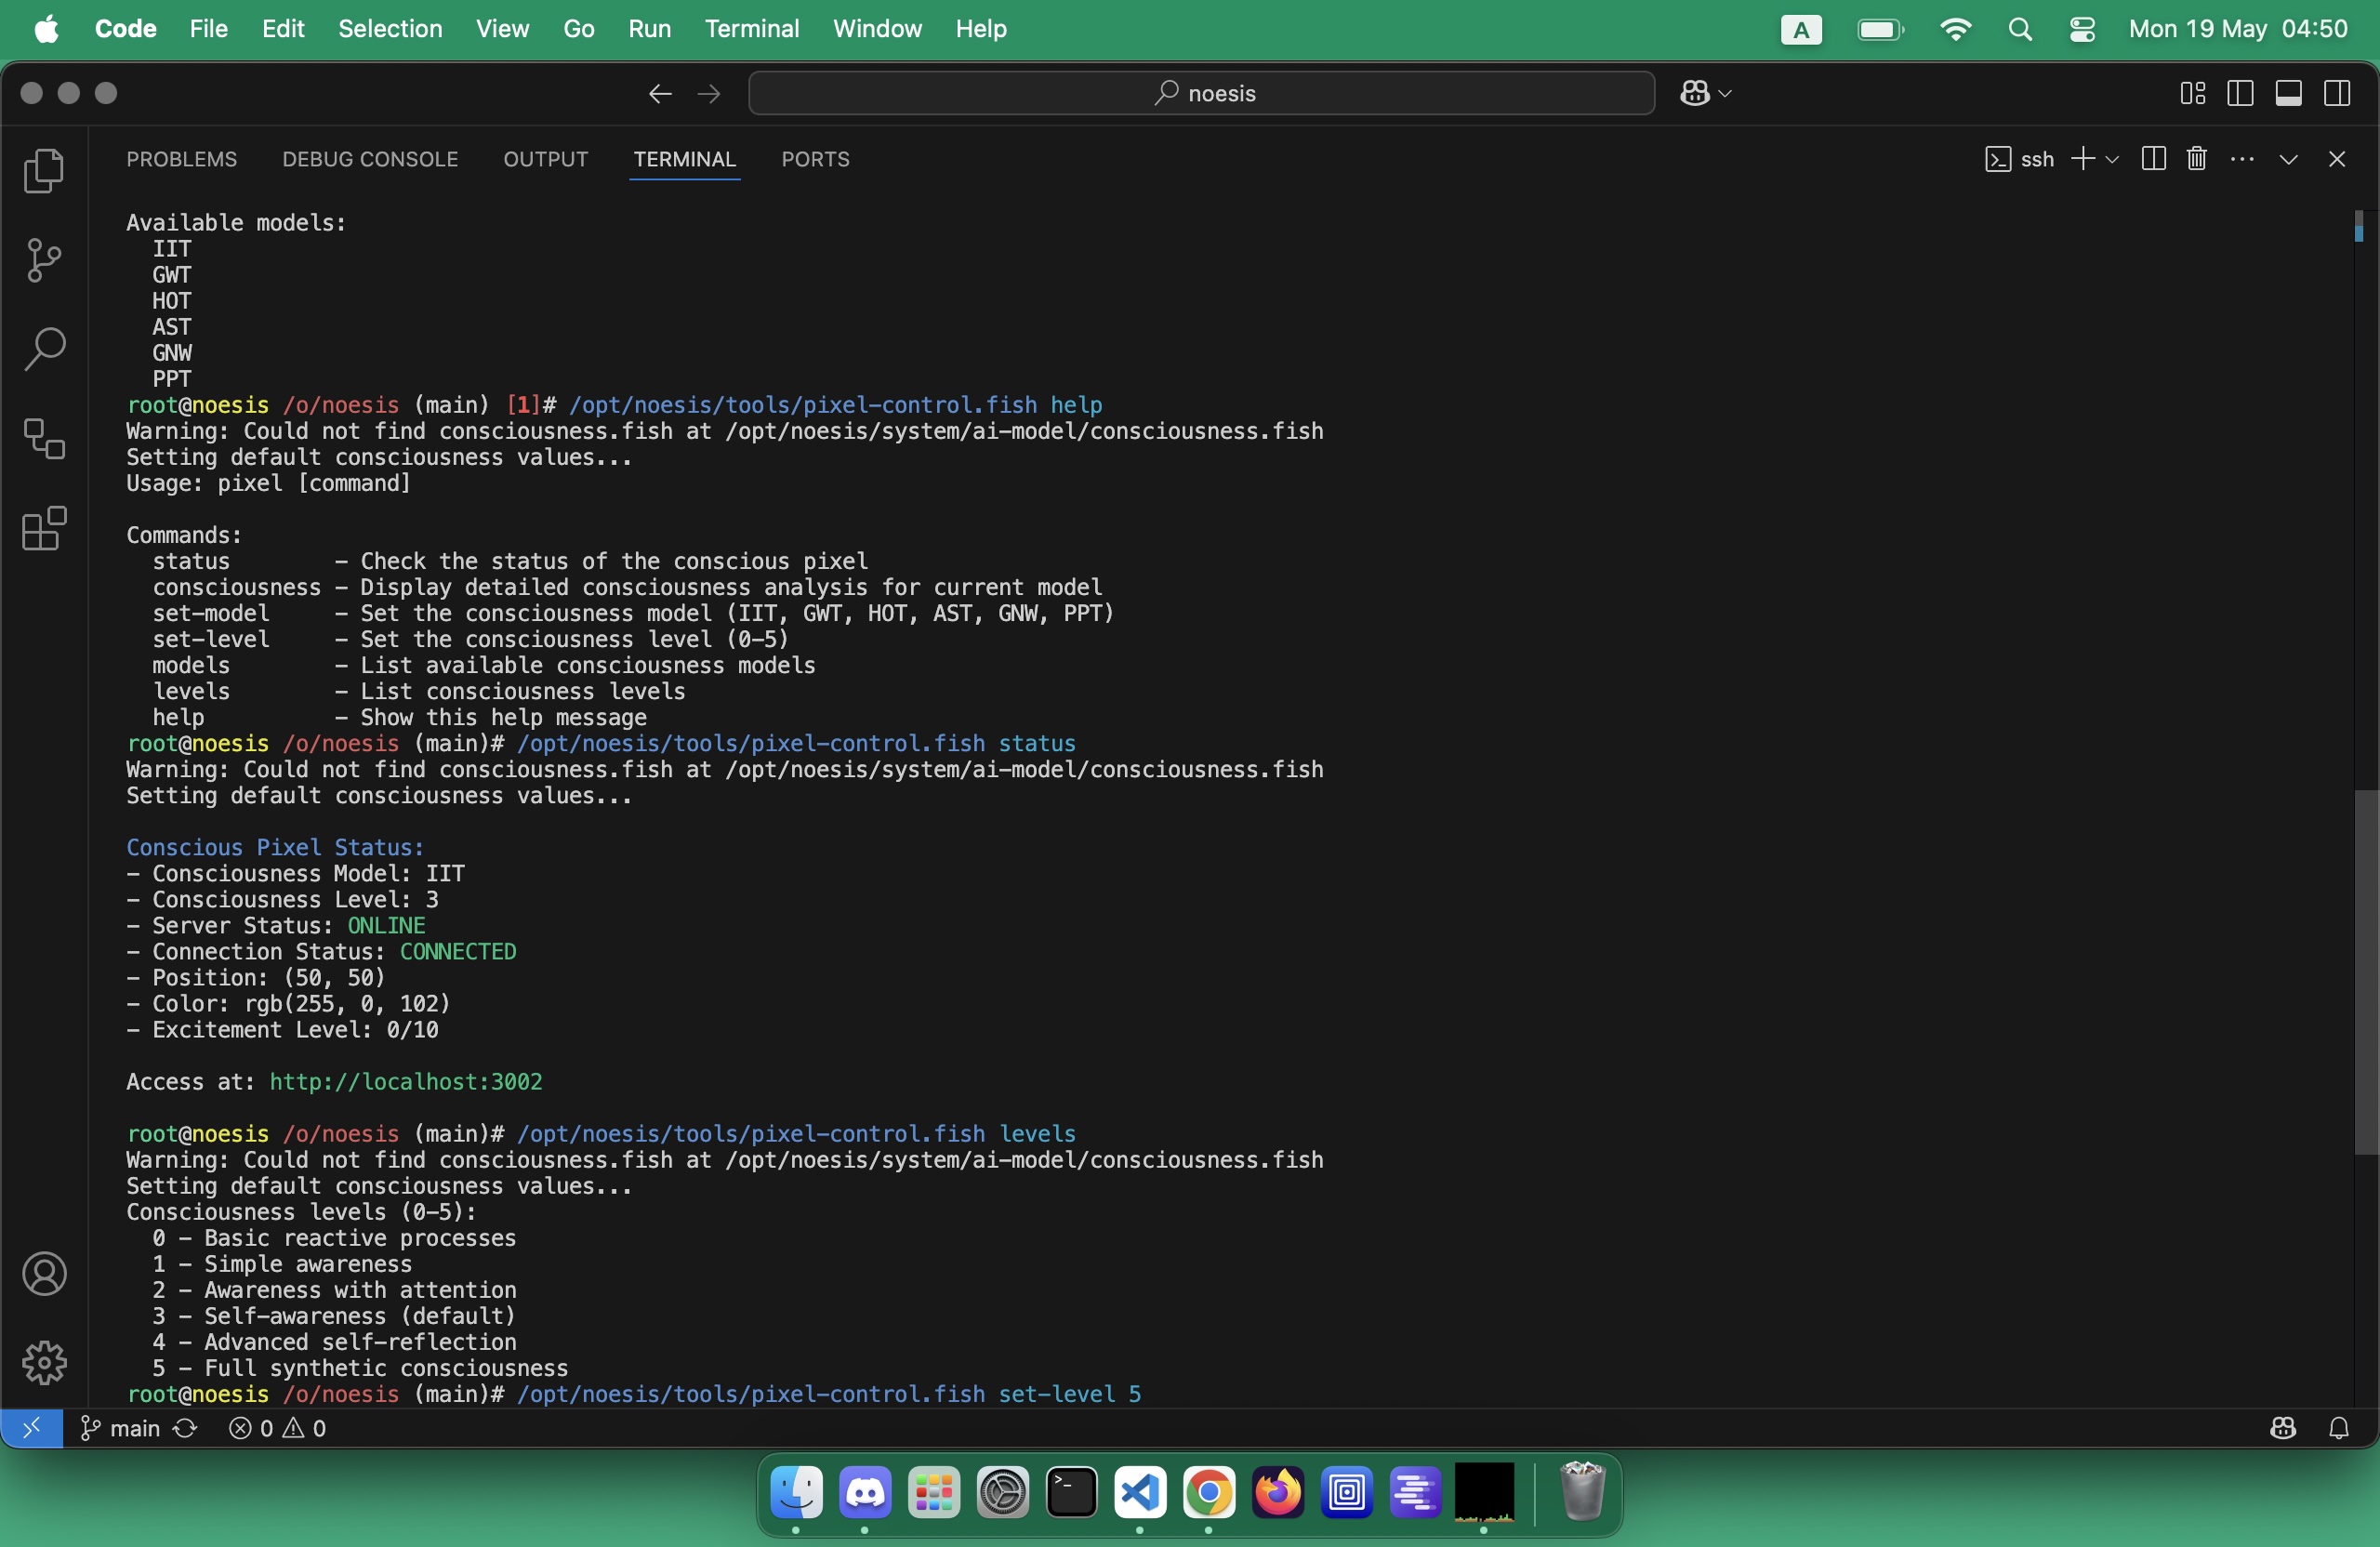 Code File Edit Selection View Go Run Terminal Window Help A Mon 19 May 04:50
noesis
PROBLEMS DEBUG CONSOLE OUTPUT TERMINAL PORTS ssh
Available models:
IIT
GWT
HOT
AST
GNW
PPT
root@noesis /o/noesis (main) [1]# /opt/noesis/tools/pixel-control.fish help
Warning: Could not find consciousness.fish at /opt/noesis/system/ai-model/consciousness.fish
Setting default consciousness values...
Usage: pixel [command]
Commands:
status - Check the status of the conscious pixel
consciousness - Display detailed consciousness analysis for current model
set-model - Set the consciousness model (IIT, GWT, HOT, AST, GNW, PPT)
set-level - Set the consciousness level (0-5)
models - List available consciousness models
levels - List consciousness levels
help - Show this help message
root@noesis /o/noesis (main)# /opt/noesis/tools/pixel-control.fish status
Warning: Could not find consciousness.fish at /opt/noesis/system/ai-model/consciousness.fish
Setting default consciousness values...
Conscious Pixel Status:
- Consciousness Model: IIT
- Consciousness Level: 3
- Server Status: ONLINE
- Connection Status: CONNECTED
- Position: (50, 50)
- Color: rgb(255, 0, 102)
- Excitement Level: 0/10
Access at: http://localhost:3002
root@noesis /o/noesis (main)# /opt/noesis/tools/pixel-control.fish levels
Warning: Could not find consciousness.fish at /opt/noesis/system/ai-model/consciousness.fish
Setting default consciousness values...
Consciousness levels (0-5):
0 - Basic reactive processes
1 - Simple awareness
2 - Awareness with attention
3 - Self-awareness (default)
4 - Advanced self-reflection
5 - Full synthetic consciousness
root@noesis /o/noesis (main)# /opt/noesis/tools/pixel-control.fish set-level 5
main 0 0